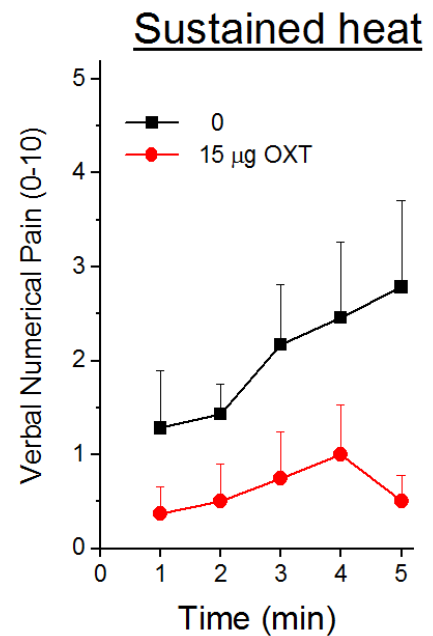 Sustained heat
0
15 μg OXT
Verbal Numerical Pain (0-10)
5
4
3
2
1
0
0 1 2 3 4 5
Time (min)